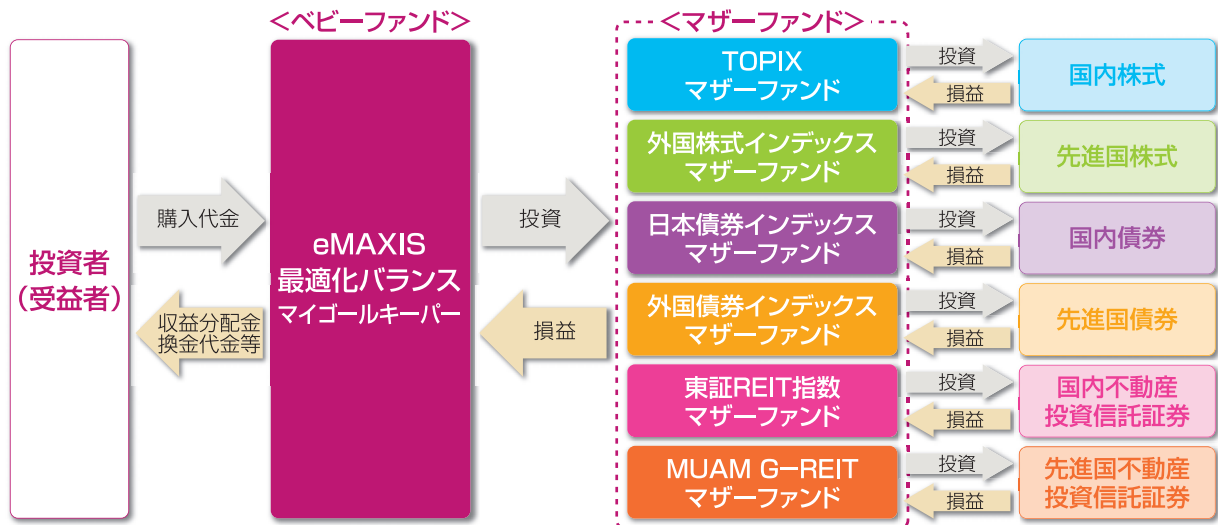 <ベビーファンド>
<マザーファンド>
投資者
(受益者)
購入代金
収益分配金
換金代金等
eMAXIS
最適化バランス
マイゴールキーパー
投資
損益
TOPIX
マザーファンド
投資
損益
国内株式
外国株式インデックス
マザーファンド
投資
損益
先進国株式
日本債券インデックス
マザーファンド
投資
損益
国内債券
外国債券インデックス
マザーファンド
投資
損益
先進国債券
東証REIT指数
マザーファンド
投資
損益
国内不動産
投資信託証券
MUAM G-REIT
マザーファンド
投資
損益
先進国不動産
投資信託証券